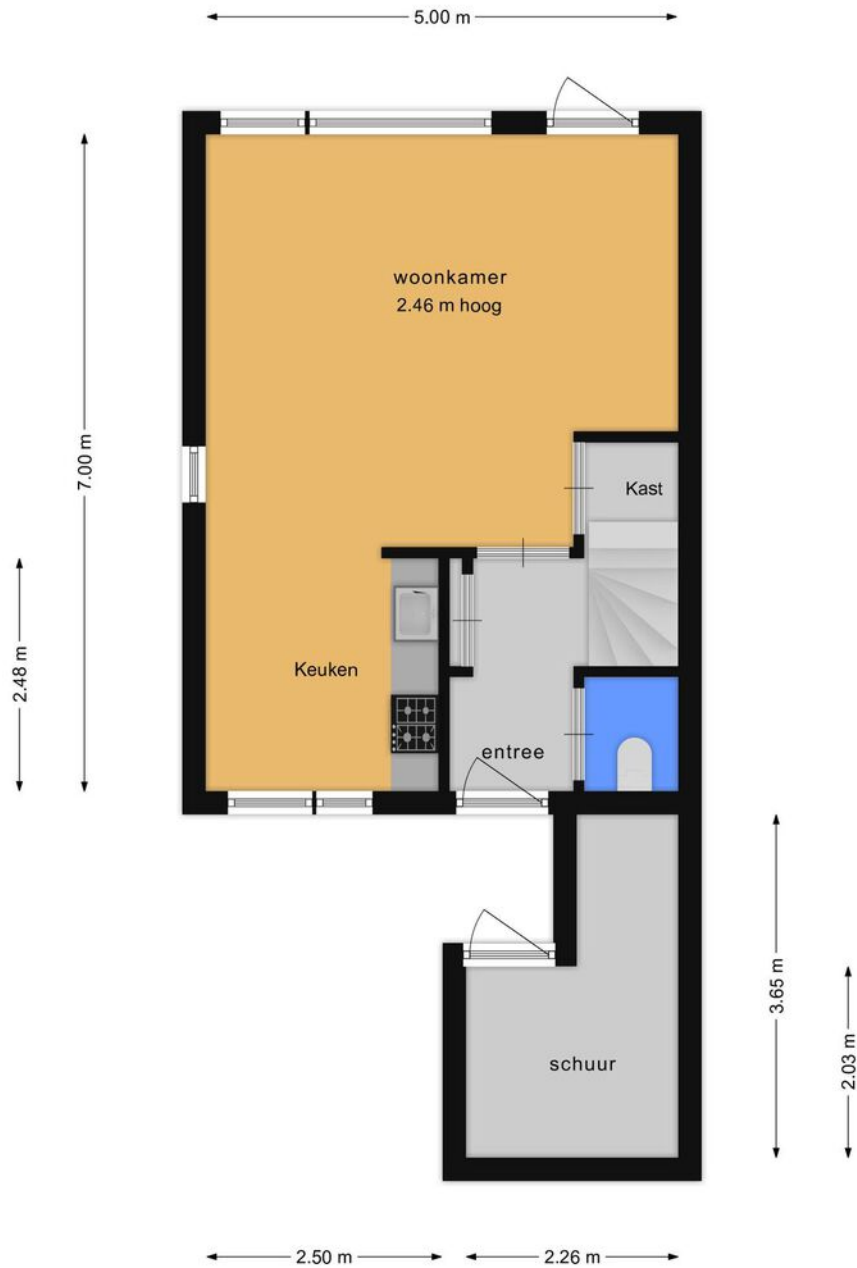 5.00 m
woonkamer
2.46 m hoog
7.00 m
Kast
2.48 m
Keuken
entree
3.65 m
2.03 m
schuur
2.50 m
2.26 m